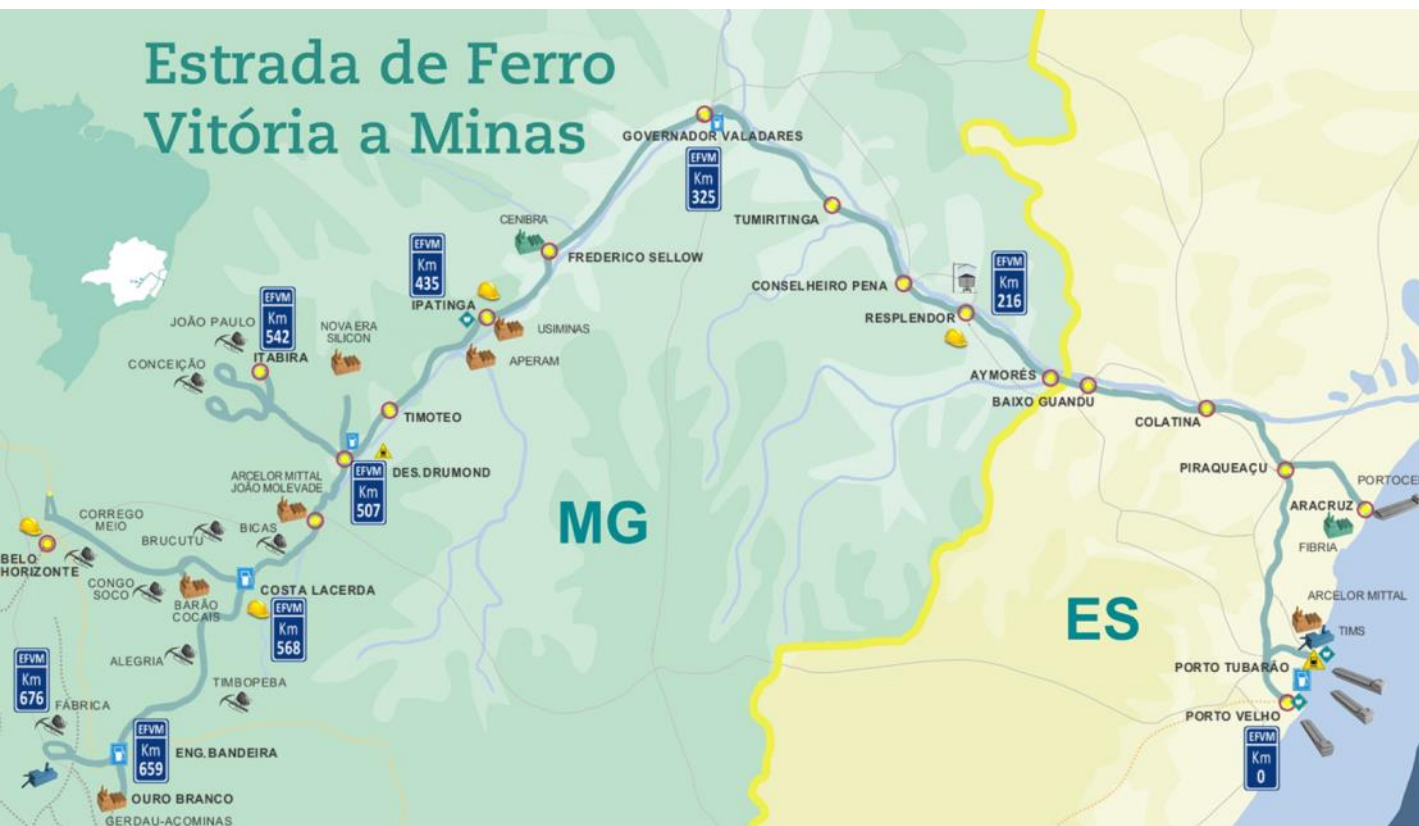 Estrada de Ferro
Vitória a Minas
GOVERNADOR VALADARES
EFVM
Km
325
TUMIRITINGA
CENIBRA
FREDERICO SELLOW
EFVM
Km
435
IPATINGA
USIMINAS
APERAM
CONSELHEIRO PENA
EFVM
Km
216
RESPLENDOR
AYMORÉS
BAIXO GUANDU
COLATINA
PIRAQUEAÇU
PORTOCEL
ARACRUZ
FIBRIA
ARCELOR MITTAL
TIMS
PORTO TUBARÃO
PORTO VELHO
EFVM
Km
0
JOÃO PAULO
EFVM
Km
542
ITABIRA
CONCEIÇÃO
NOVA ERA
SILICON
TIMOTEO
DES. DRUMOND
EFVM
Km
507
ARCELOR MITTAL
JOÃO MOLEVADE
BICAS
BRUCUTU
CORREGO
MEIO
BELO
HORIZONTE
CONGO
SOCO
BARÃO
COCAIS
COSTA LACERDA
EFVM
Km
568
ALEGRIA
TIMBOPEBA
EFVM
Km
676
FÁBRICA
EFVM
Km
659
ENG. BANDEIRA
OURO BRANCO
GERDAU-ACOMINAS
MG
ES